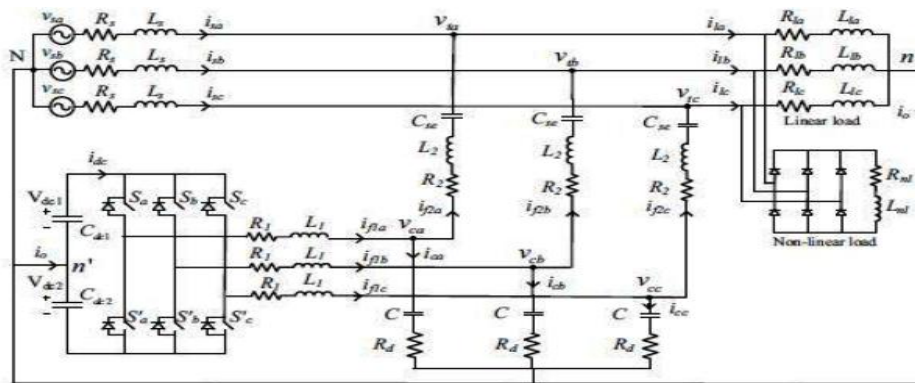 v_sa R_s L_s i_sa v_ta i_la R_la L_la
N v_sb R_s L_s i_sb v_tb i_lb R_lb L_lb n
v_sc R_s L_s i_sc v_tc i_lc R_lc L_lc i_o
C_se C_se C_se Linear load
L_2 L_2 L_2
i_dc
R_2 R_2 R_2 R_nl
V_dc1 S_a S_b S_c L_nl
+
-
C_dc1 i_f2a i_f2b i_f2c Non-linear load
R_1 L_1 i_f1a v_ca
i_o n' R_1 L_1 i_f1b i_ca v_cb
V_dc2 R_1 L_1 i_f1c i_cb v_cc
+
-
C_dc2 S'_a S'_b S'_c C C C i_cc
R_d R_d R_d